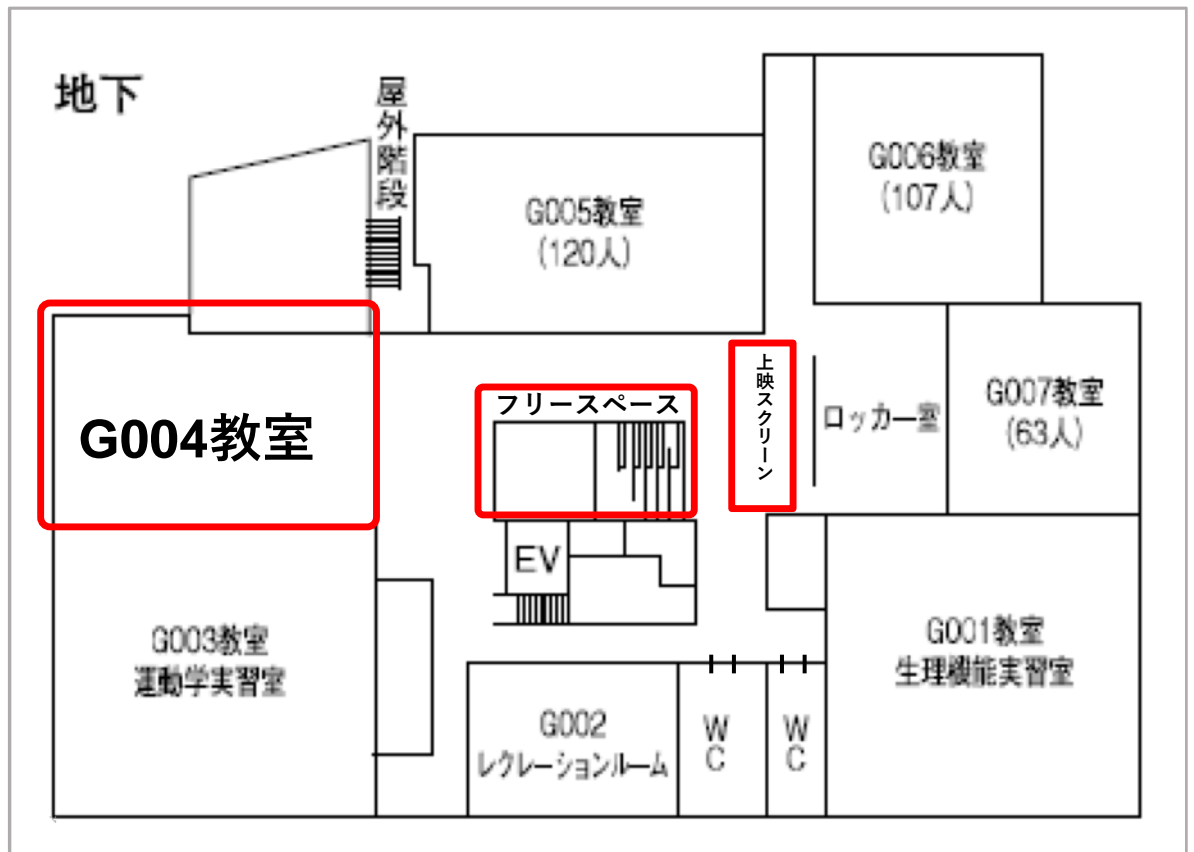 地下
屋外階段
G005教室
(120人)
G006教室
(107人)
G004教室
フリースペース
上映スクリーン
ロッカー室
G007教室
(63人)
EV
G003教室
運動学実習室
G002
レクレーションルーム
WC
WC
G001教室
生理機能実習室